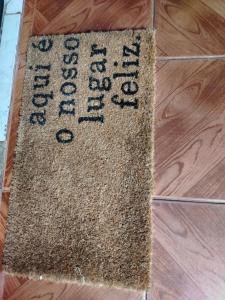 aqui é
o nosso
lugar
feliz.